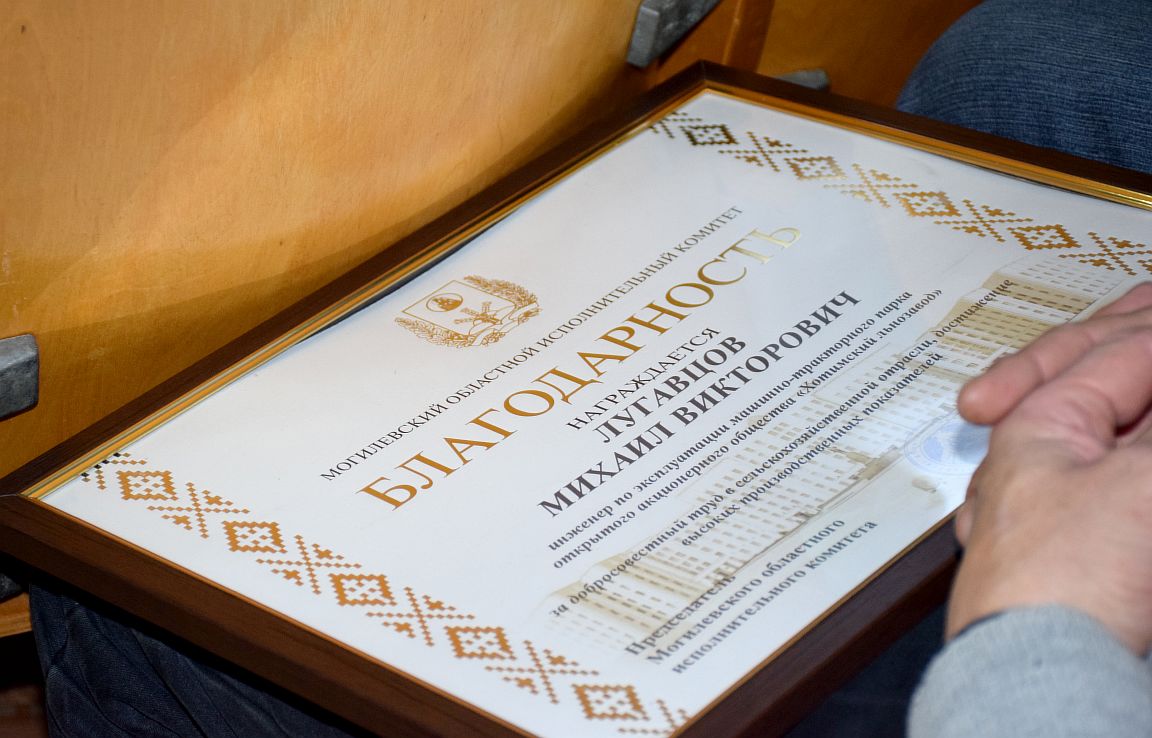 МОГИЛЕВСКИЙ ОБЛАСТНОЙ ИСПОЛНИТЕЛЬНЫЙ КОМИТЕТ
БЛАГОДАРНОСТЬ
НАГРАЖДАЕТСЯ
ЛУГАВЦОВ
МИХАИЛ ВИКТОРОВИЧ
инженер по эксплуатации машинно-тракторного парка
открытого акционерного общества «Хотимский льнозавод»
за добросовестный труд в сельскохозяйственной отрасли, достижение
высоких производственных показателей
Председатель
Могилевского областного
исполнительного комитета